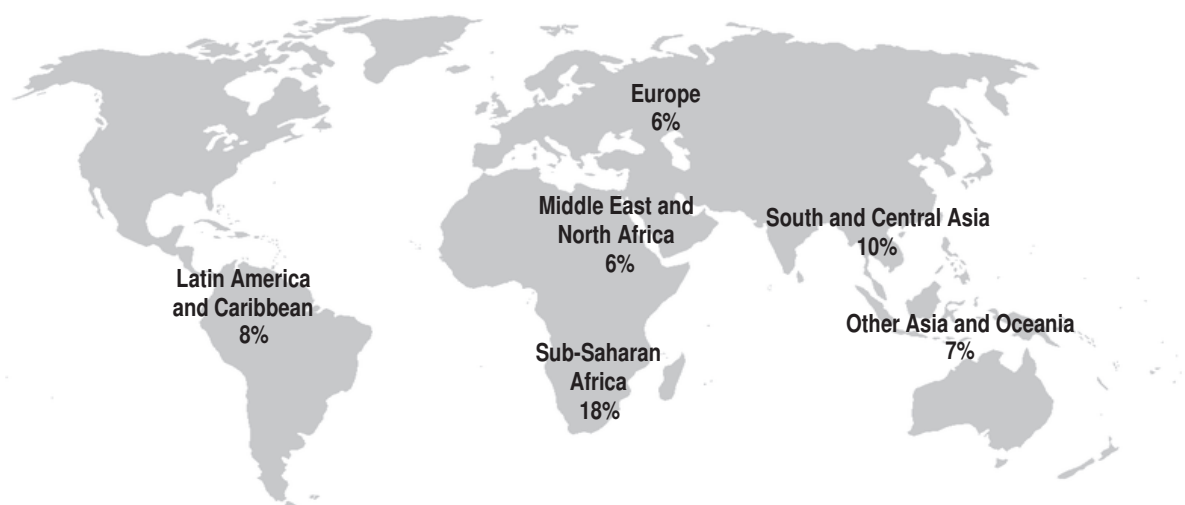 Europe
6%
Middle East and
North Africa
6%
South and Central Asia
10%
Latin America
and Caribbean
8%
Other Asia and Oceania
7%
Sub-Saharan
Africa
18%